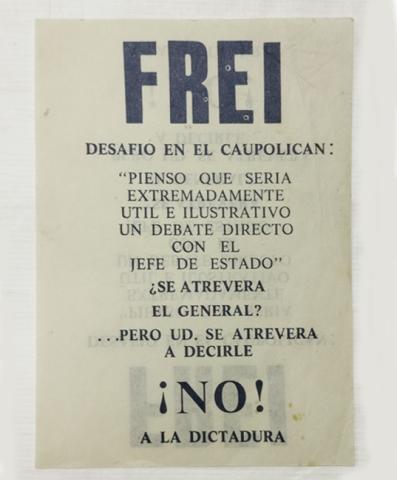 FREI
DESAFIO EN EL CAUPOLICAN:
"PIENSO QUE SERIA
EXTREMADAMENTE
UTIL E ILUSTRATIVO
UN DEBATE DIRECTO
CON EL
JEFE DE ESTADO"
¿SE ATREVERA
EL GENERAL?
...PERO UD. SE ATREVERA
A DECIRLE
¡NO!
A LA DICTADURA